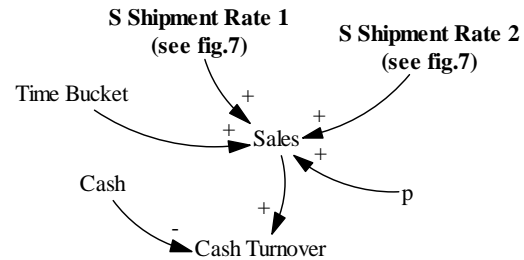 S Shipment Rate 1
(see fig.7)
S Shipment Rate 2
(see fig.7)
Time Bucket
+
+
+
Sales
+
Cash
p
+
-
Cash Turnover